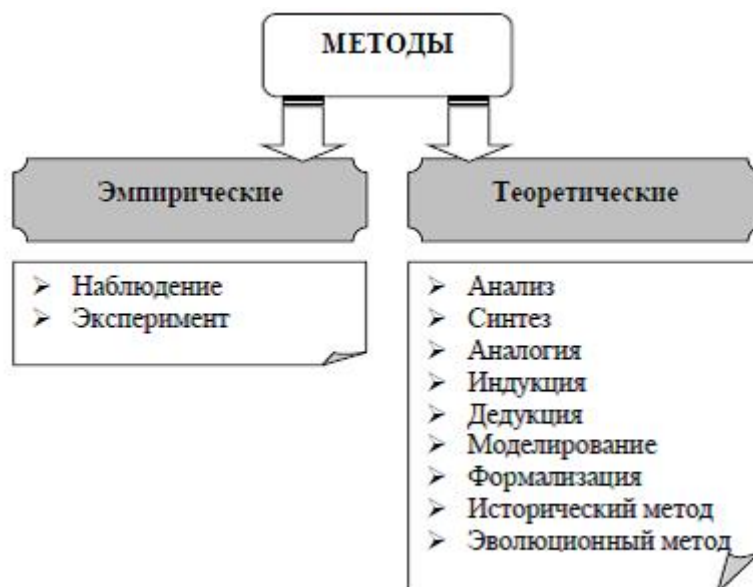 МЕТОДЫ
Эмпирические
Наблюдение
Эксперимент
Теоретические
Анализ
Синтез
Аналогия
Индукция
Дедукция
Моделирование
Формализация
Исторический метод
Эволюционный метод